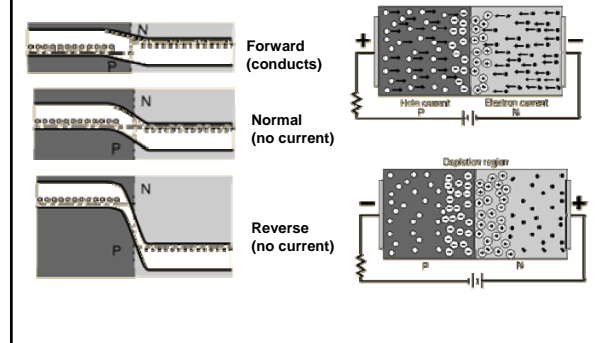 N
P
Forward
(conducts)
N
P
Normal
(no current)
N
P
Reverse
(no current)
+
−
Hole current
Electron current
P
N
Depletion region
−
+
P
N